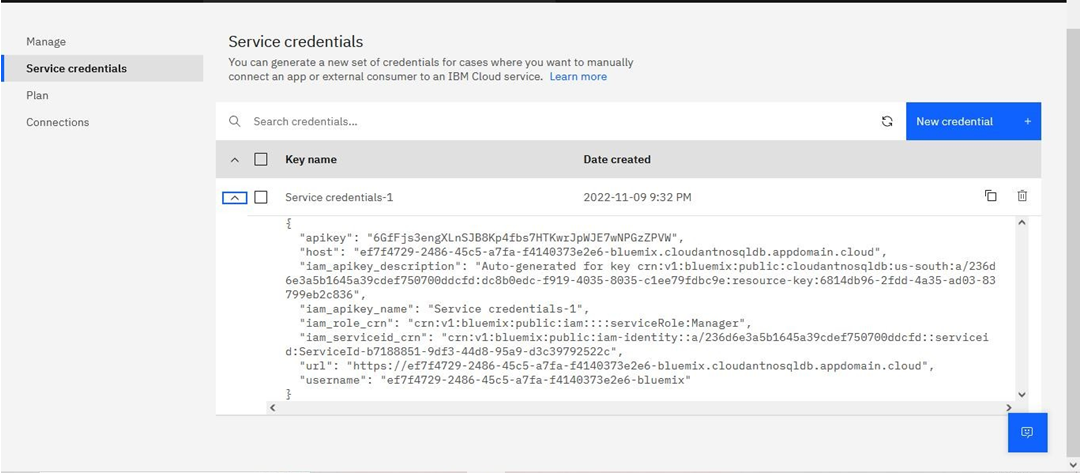 Manage
Service credentials
Plan
Connections
Service credentials
You can generate a new set of credentials for cases where you want to manually
connect an app or external consumer to an IBM Cloud service. Learn more
Search credentials...
New credential +
Key name Date created
Service credentials-1 2022-11-09 9:32 PM
{
"apikey": "6GfFjs3engXLnSJB8Kp4fbs7HTKwrJpWJE7wNPGzZPVW",
"host": "ef7f4729-2486-45c5-a7fa-f4140373e2e6-bluemix.cloudantnosqldb.appdomain.cloud",
"iam_apikey_description": "Auto-generated for key crn:v1:bluemix:public:cloudantnosqldb:us-south:a/236d
6e3a5b1645a39cdef750700ddcfd:dc8b0edc-f919-4035-8035-c1ee79fdbc9e:resource-key:6814db96-2fdd-4a35-ad03-83
799eb2c836",
"iam_apikey_name": "Service credentials-1",
"iam_role_crn": "crn:v1:bluemix:public:iam::::serviceRole:Manager",
"iam_serviceid_crn": "crn:v1:bluemix:public:iam-identity::a/236d6e3a5b1645a39cdef750700ddcfd::servicei
d:ServiceId-b7188851-9df3-44d8-95a9-d3c39792522c",
"url": "https://ef7f4729-2486-45c5-a7fa-f4140373e2e6-bluemix.cloudantnosqldb.appdomain.cloud",
"username": "ef7f4729-2486-45c5-a7fa-f4140373e2e6-bluemix"
}